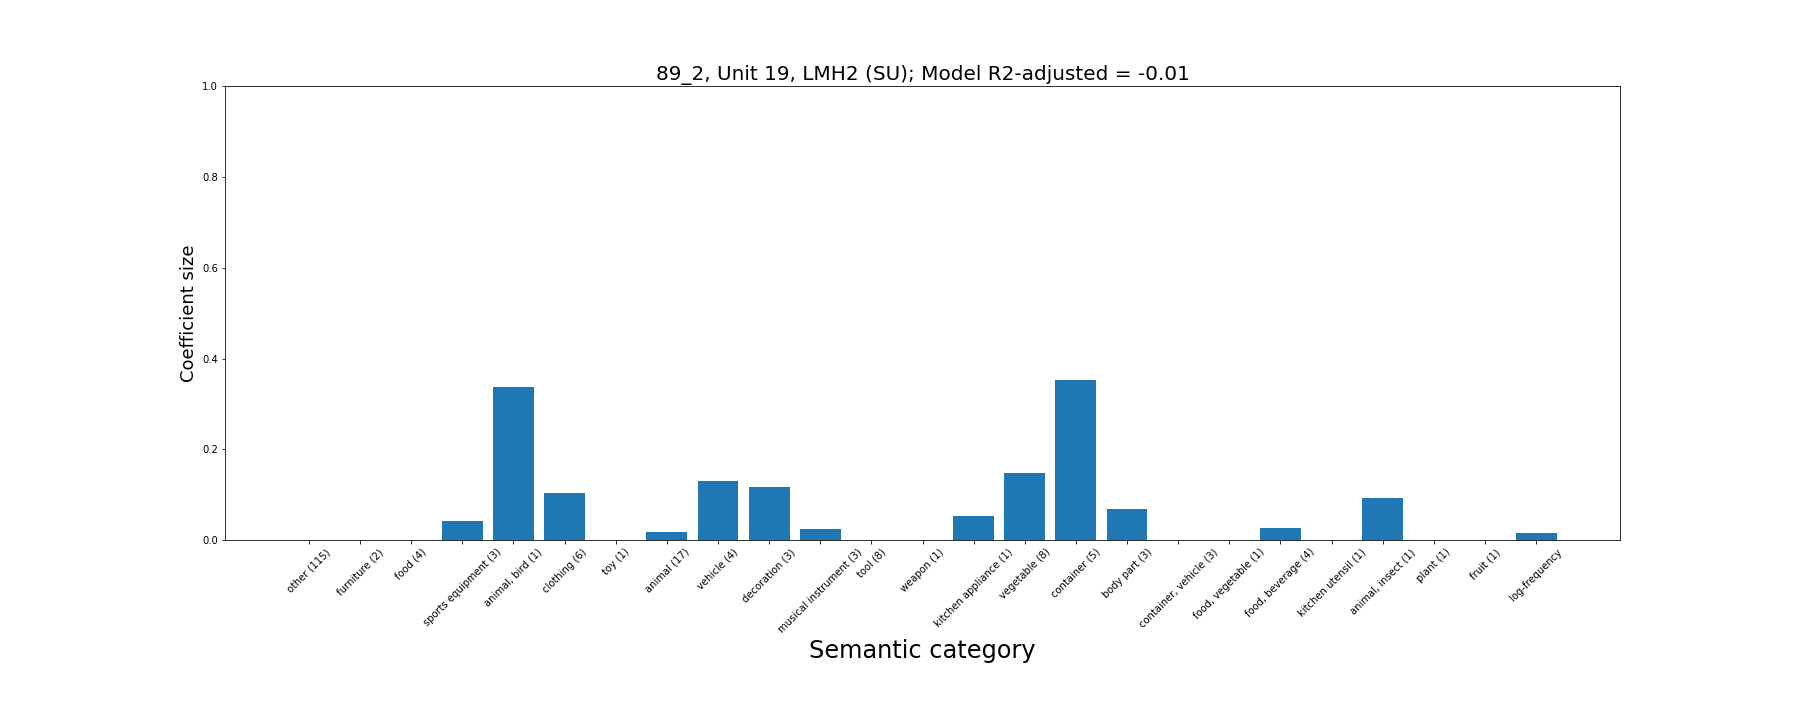 89_2, Unit 19, LMH2 (SU); Model R2-adjusted = -0.01
Coefficient size
1.0
0.8
0.6
0.4
0.2
0.0
other (115)
furniture (2)
food (4)
sports equipment (3)
animal, bird (1)
clothing (6)
toy (1)
animal (17)
vehicle (4)
decoration (3)
musical instrument (3)
tool (8)
weapon (1)
kitchen appliance (1)
vegetable (8)
container (5)
body part (3)
container, vehicle (3)
food, vegetable (1)
food, beverage (4)
kitchen utensil (1)
animal, insect (1)
plant (1)
fruit (1)
log-frequency
Semantic category